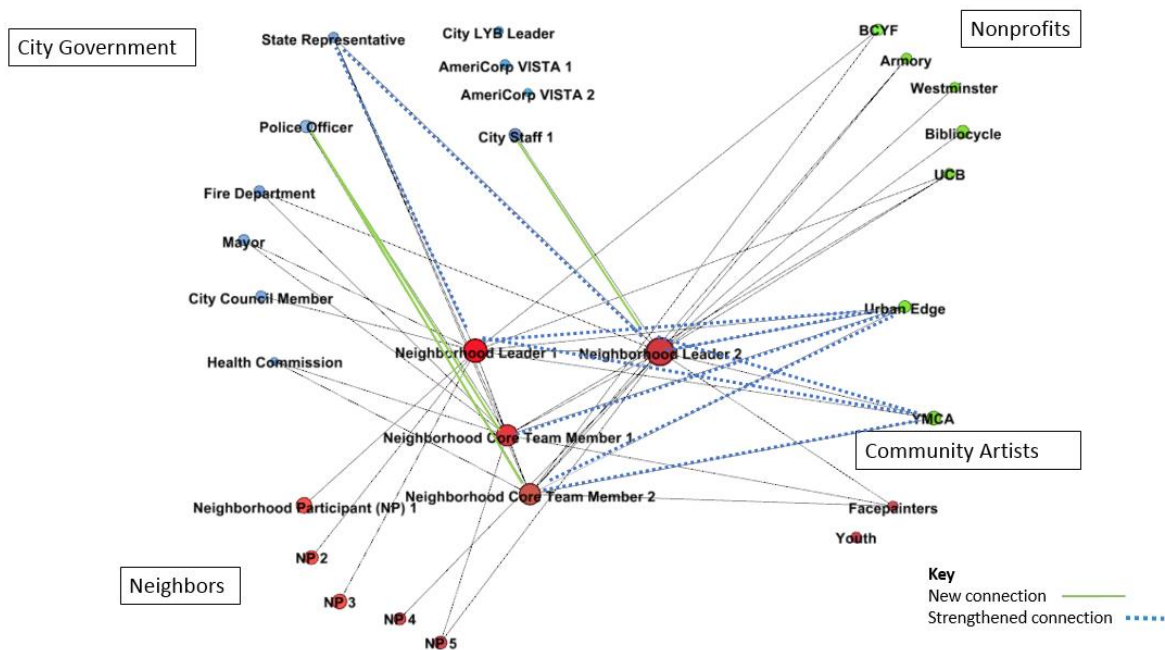 City Government
State Representative
City LYB Leader
AmeriCorp VISTA 1
AmeriCorp VISTA 2
City Staff 1
Police Officer
Fire Department
Mayor
City Council Member
Health Commission
Nonprofits
BCYF
Armory
Westminster
Bibliocycle
UCB
Urban Edge
YMCA
Neighborhood Leader 1
Neighborhood Leader 2
Neighborhood Core Team Member 1
Neighborhood Core Team Member 2
Community Artists
Facepainters
Youth
Neighborhood Participant (NP) 1
NP 2
NP 3
NP 4
NP 5
Neighbors
Key
New connection
Strengthened connection